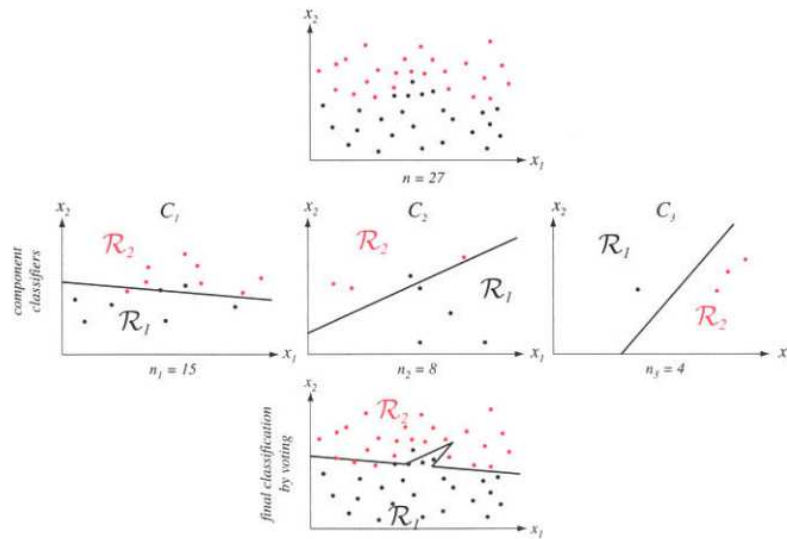 x₂
x₁
n = 27
component classifiers
x₂
C₁
R₂
R₁
x₁
n₁ = 15
x₂
C₂
R₂
R₁
x₁
n₂ = 8
x₂
C₃
R₁
R₂
x
n₃ = 4
final classification
by voting
x₂
R₂
R₁
x₁